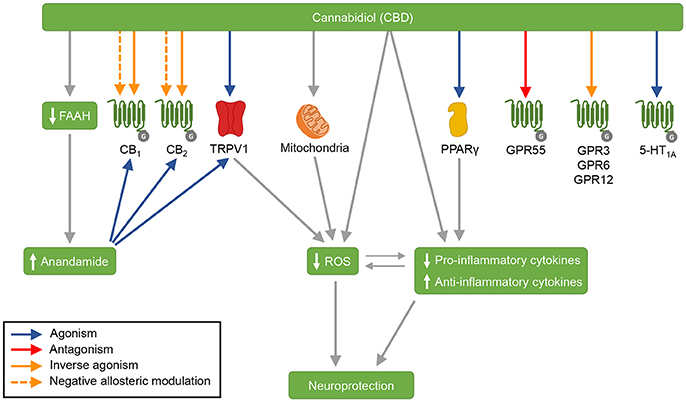 Cannabidiol (CBD)
FAAH
G
G
G
G
G
CB1
CB2
TRPV1
Mitochondria
PPARγ
GPR55
GPR3
GPR6
GPR12
5-HT1A
Anandamide
ROS
Pro-inflammatory cytokines
Anti-inflammatory cytokines
Agonism
Antagonism
Inverse agonism
Negative allosteric modulation
Neuroprotection